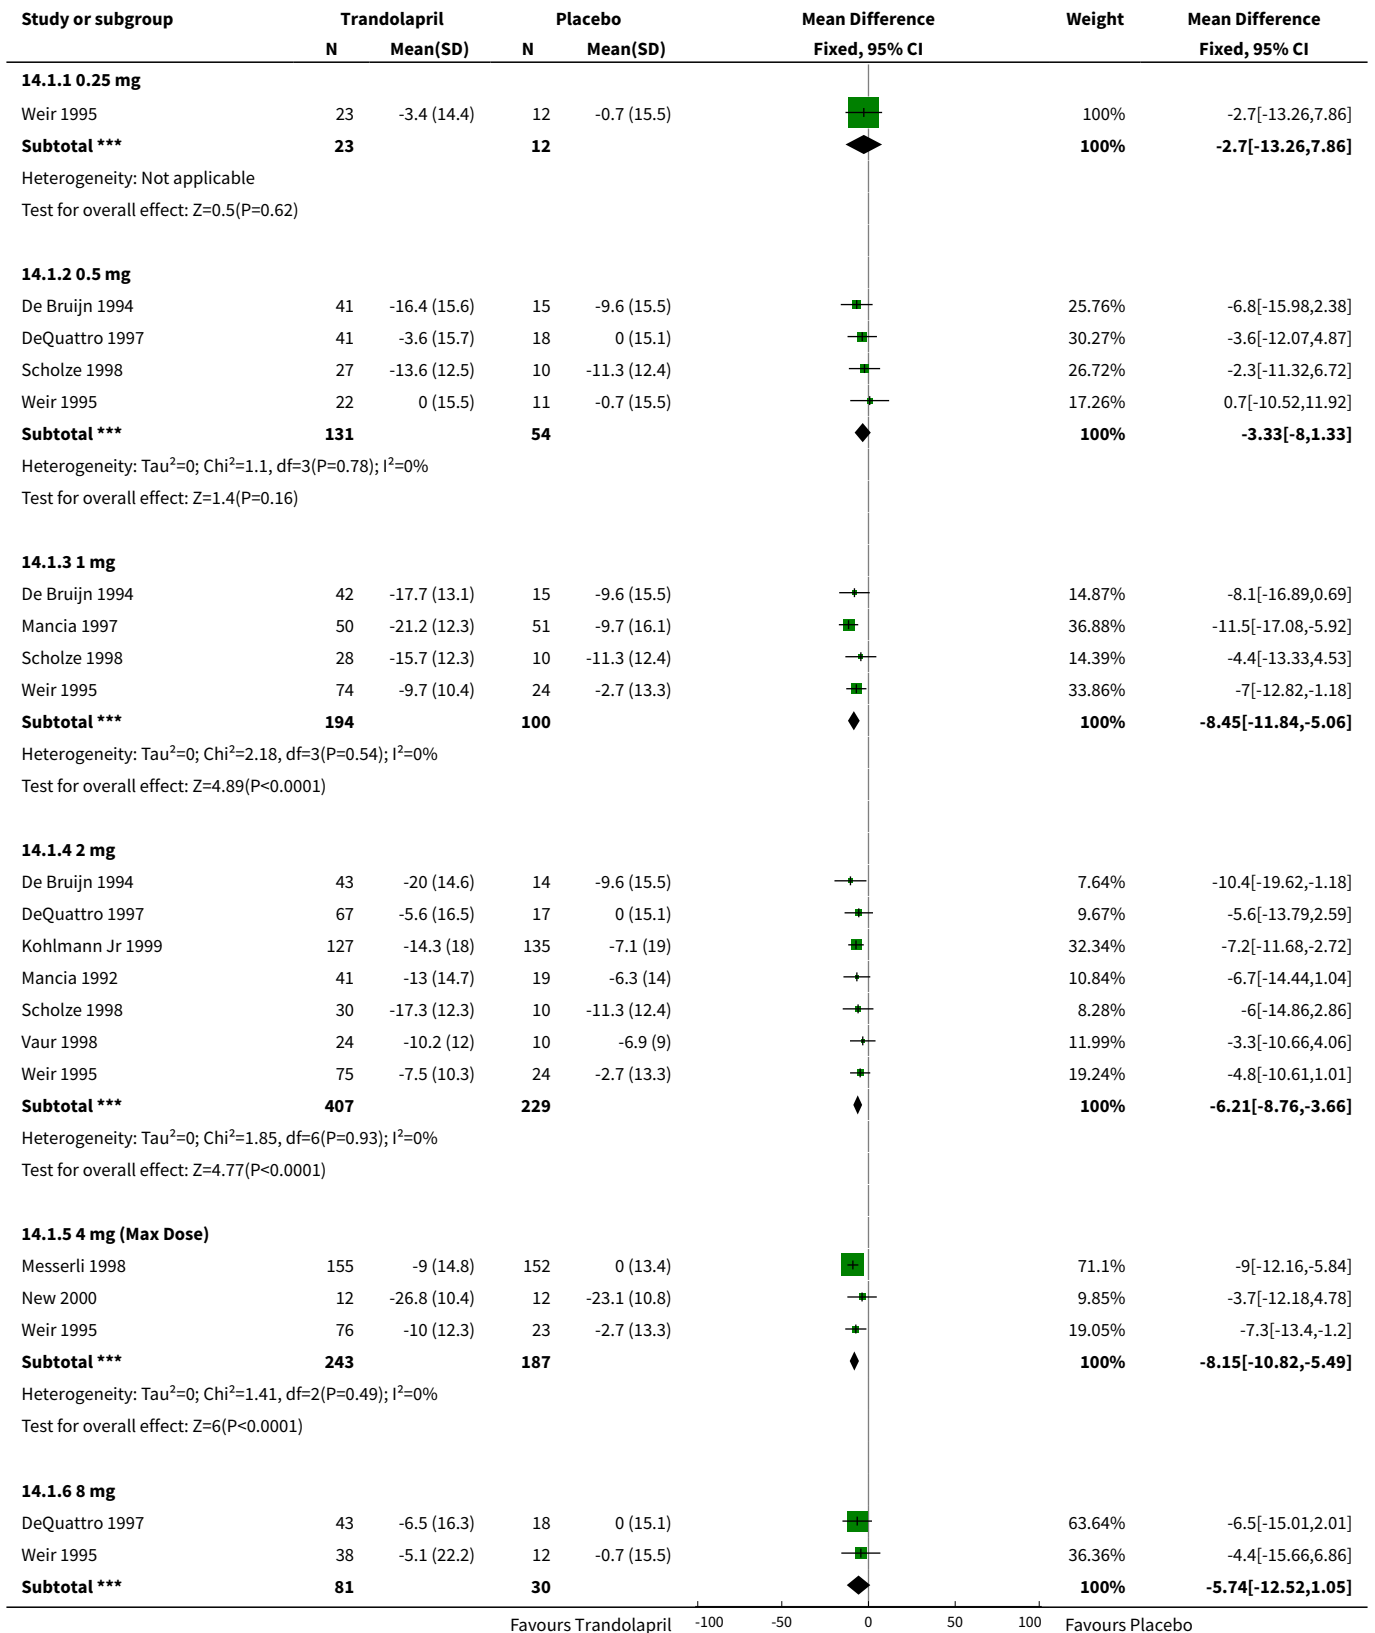 Study or subgroup Trandolapril Placebo Mean Difference Weight Mean Difference
N Mean(SD) N Mean(SD) Fixed, 95% CI Fixed, 95% CI
14.1.1 0.25 mg
Weir 1995 23 -3.4 (14.4) 12 -0.7 (15.5) 100% -2.7[-13.26,7.86]
Subtotal *** 23 12 100% -2.7[-13.26,7.86]
Heterogeneity: Not applicable
Test for overall effect: Z=0.5(P=0.62)
14.1.2 0.5 mg
De Bruijn 1994 41 -16.4 (15.6) 15 -9.6 (15.5) 25.76% -6.8[-15.98,2.38]
DeQuattro 1997 41 -3.6 (15.7) 18 0 (15.1) 30.27% -3.6[-12.07,4.87]
Scholze 1998 27 -13.6 (12.5) 10 -11.3 (12.4) 26.72% -2.3[-11.32,6.72]
Weir 1995 22 0 (15.5) 11 -0.7 (15.5) 17.26% 0.7[-10.52,11.92]
Subtotal *** 131 54 100% -3.33[-8,1.33]
Heterogeneity: Tau²=0; Chi²=1.1, df=3(P=0.78); I²=0%
Test for overall effect: Z=1.4(P=0.16)
14.1.3 1 mg
De Bruijn 1994 42 -17.7 (13.1) 15 -9.6 (15.5) 14.87% -8.1[-16.89,0.69]
Mancia 1997 50 -21.2 (12.3) 51 -9.7 (16.1) 36.88% -11.5[-17.08,-5.92]
Scholze 1998 28 -15.7 (12.3) 10 -11.3 (12.4) 14.39% -4.4[-13.33,4.53]
Weir 1995 74 -9.7 (10.4) 24 -2.7 (13.3) 33.86% -7[-12.82,-1.18]
Subtotal *** 194 100 100% -8.45[-11.84,-5.06]
Heterogeneity: Tau²=0; Chi²=2.18, df=3(P=0.54); I²=0%
Test for overall effect: Z=4.89(P<0.0001)
14.1.4 2 mg
De Bruijn 1994 43 -20 (14.6) 14 -9.6 (15.5) 7.64% -10.4[-19.62,-1.18]
DeQuattro 1997 67 -5.6 (16.5) 17 0 (15.1) 9.67% -5.6[-13.79,2.59]
Kohlmann Jr 1999 127 -14.3 (18) 135 -7.1 (19) 32.34% -7.2[-11.68,-2.72]
Mancia 1992 41 -13 (14.7) 19 -6.3 (14) 10.84% -6.7[-14.44,1.04]
Scholze 1998 30 -17.3 (12.3) 10 -11.3 (12.4) 8.28% -6[-14.86,2.86]
Vaur 1998 24 -10.2 (12) 10 -6.9 (9) 11.99% -3.3[-10.66,4.06]
Weir 1995 75 -7.5 (10.3) 24 -2.7 (13.3) 19.24% -4.8[-10.61,1.01]
Subtotal *** 407 229 100% -6.21[-8.76,-3.66]
Heterogeneity: Tau²=0; Chi²=1.85, df=6(P=0.93); I²=0%
Test for overall effect: Z=4.77(P<0.0001)
14.1.5 4 mg (Max Dose)
Messerli 1998 155 -9 (14.8) 152 0 (13.4) 71.1% -9[-12.16,-5.84]
New 2000 12 -26.8 (10.4) 12 -23.1 (10.8) 9.85% -3.7[-12.18,4.78]
Weir 1995 76 -10 (12.3) 23 -2.7 (13.3) 19.05% -7.3[-13.4,-1.2]
Subtotal *** 243 187 100% -8.15[-10.82,-5.49]
Heterogeneity: Tau²=0; Chi²=1.41, df=2(P=0.49); I²=0%
Test for overall effect: Z=6(P<0.0001)
14.1.6 8 mg
DeQuattro 1997 43 -6.5 (16.3) 18 0 (15.1) 63.64% -6.5[-15.01,2.01]
Weir 1995 38 -5.1 (22.2) 12 -0.7 (15.5) 36.36% -4.4[-15.66,6.86]
Subtotal *** 81 30 100% -5.74[-12.52,1.05]
Favours Trandolapril -100 -50 0 50 100 Favours Placebo